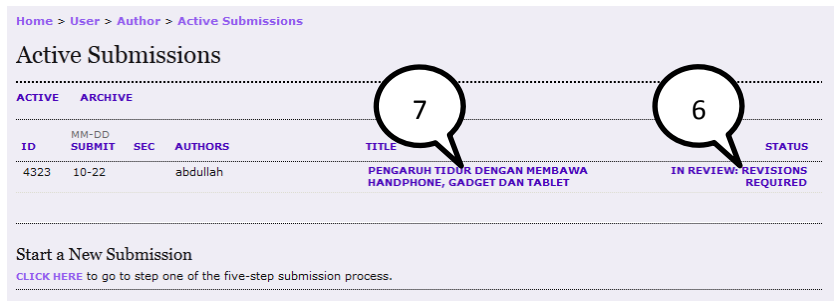 Home > User > Author > Active Submissions
Active Submissions
ACTIVE ARCHIVE
7
6
MM-DD
ID SUBMIT SEC AUTHORS TITLE STATUS
4323 10-22 abdullah PENGARUH TIDUR DENGAN MEMBAWA IN REVIEW: REVISIONS
HANDPHONE, GADGET DAN TABLET REQUIRED
Start a New Submission
CLICK HERE to go to step one of the five-step submission process.